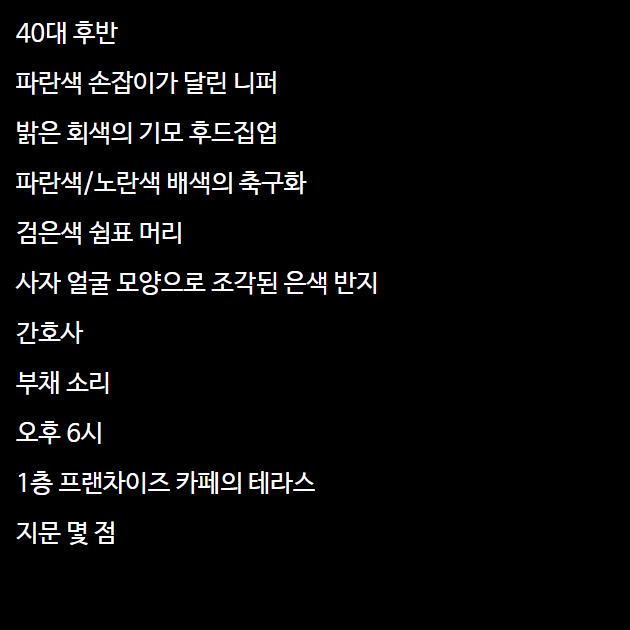 40대 후반
파란색 손잡이가 달린 니퍼
밝은 회색의 기모 후드집업
파란색/노란색 배색의 축구화
검은색 쉼표 머리
사자 얼굴 모양으로 조각된 은색 반지
간호사
부채 소리
오후 6시
1층 프랜차이즈 카페의 테라스
지문 몇 점